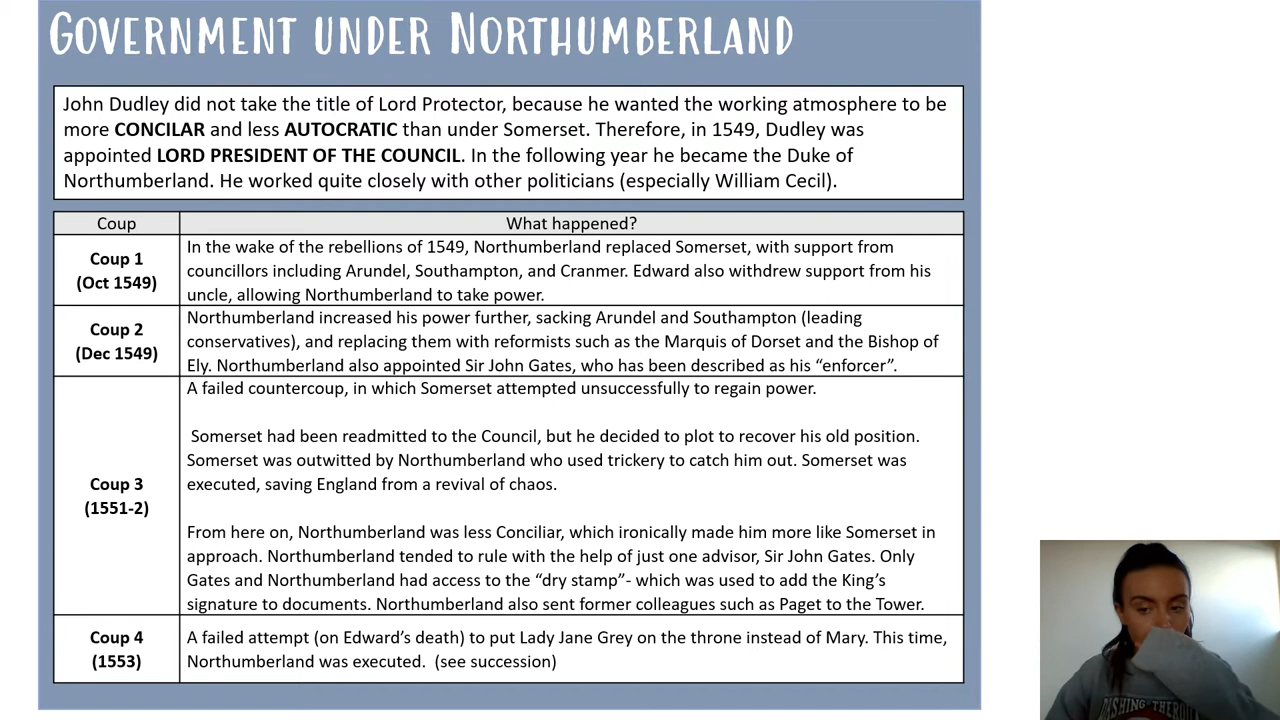 GOVERNMENT UNDER NORTHUMBERLAND
John Dudley did not take the title of Lord Protector, because he wanted the working atmosphere to be
more CONCILAR and less AUTOCRATIC than under Somerset. Therefore, in 1549, Dudley was
appointed LORD PRESIDENT OF THE COUNCIL. In the following year he became the Duke of
Northumberland. He worked quite closely with other politicians (especially William Cecil).
Coup
What happened?
Coup 1
(Oct 1549)
In the wake of the rebellions of 1549, Northumberland replaced Somerset, with support from
councillors including Arundel, Southampton, and Cranmer. Edward also withdrew support from his
uncle, allowing Northumberland to take power.
Coup 2
(Dec 1549)
Northumberland increased his power further, sacking Arundel and Southampton (leading
conservatives), and replacing them with reformists such as the Marquis of Dorset and the Bishop of
Ely. Northumberland also appointed Sir John Gates, who has been described as his “enforcer”.
Coup 3
(1551-2)
A failed countercoup, in which Somerset attempted unsuccessfully to regain power.
Somerset had been readmitted to the Council, but he decided to plot to recover his old position.
Somerset was outwitted by Northumberland who used trickery to catch him out. Somerset was
executed, saving England from a revival of chaos.
From here on, Northumberland was less Conciliar, which ironically made him more like Somerset in
approach. Northumberland tended to rule with the help of just one advisor, Sir John Gates. Only
Gates and Northumberland had access to the “dry stamp”- which was used to add the King’s
signature to documents. Northumberland also sent former colleagues such as Paget to the Tower.
Coup 4
(1553)
A failed attempt (on Edward’s death) to put Lady Jane Grey on the throne instead of Mary. This time,
Northumberland was executed.  (see succession)